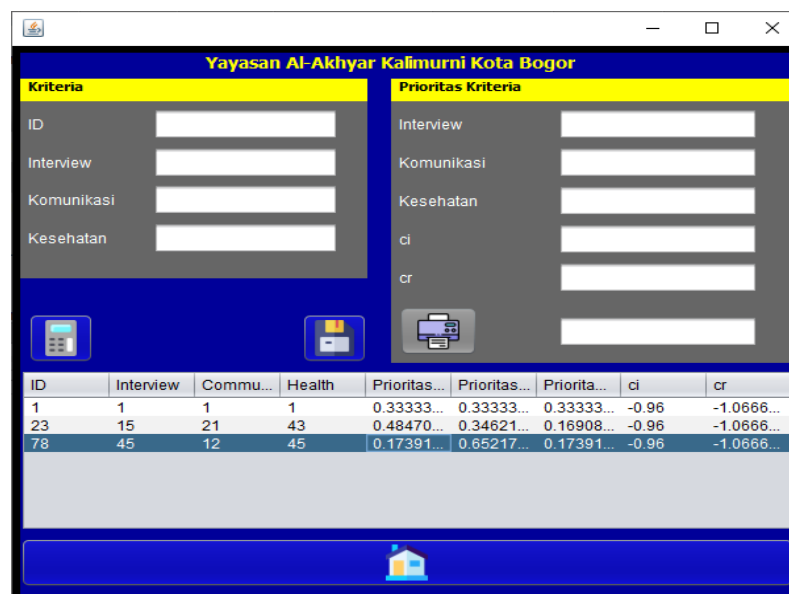 Yayasan Al-Akhyar Kalimurni Kota Bogor
Kriteria
ID
Interview
Komunikasi
Kesehatan
Prioritas Kriteria
Interview
Komunikasi
Kesehatan
ci
cr
ID Interview Commu... Health Prioritas... Prioritas... Priorita... ci cr
1 1 1 1 0.33333... 0.33333... 0.33333... -0.96 -1.0666...
23 15 21 43 0.48470... 0.34621... 0.16908... -0.96 -1.0666...
78 45 12 45 0.17391... 0.65217... 0.17391... -0.96 -1.0666...